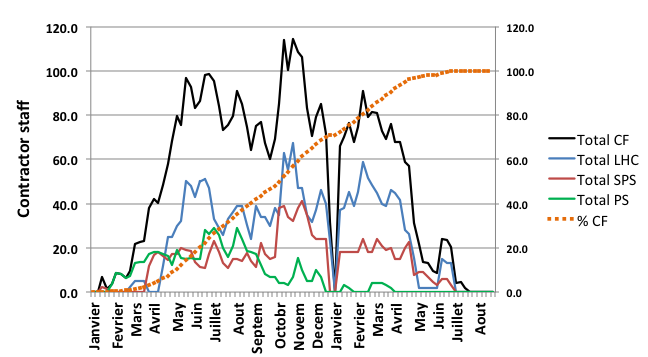 120.0
100.0
80.0
60.0
40.0
20.0
0.0
Contractor staff
120.0
100.0
80.0
60.0
40.0
20.0
0.0
Total CF
Total LHC
Total SPS
Total PS
% CF
Janvier
Fevrier
Mars
Avril
May
Juin
Juillet
Aout
Septem
Octobr
Novem
Decem
Janvier
Fevrier
Mars
Avril
May
Juin
Juillet
Aout